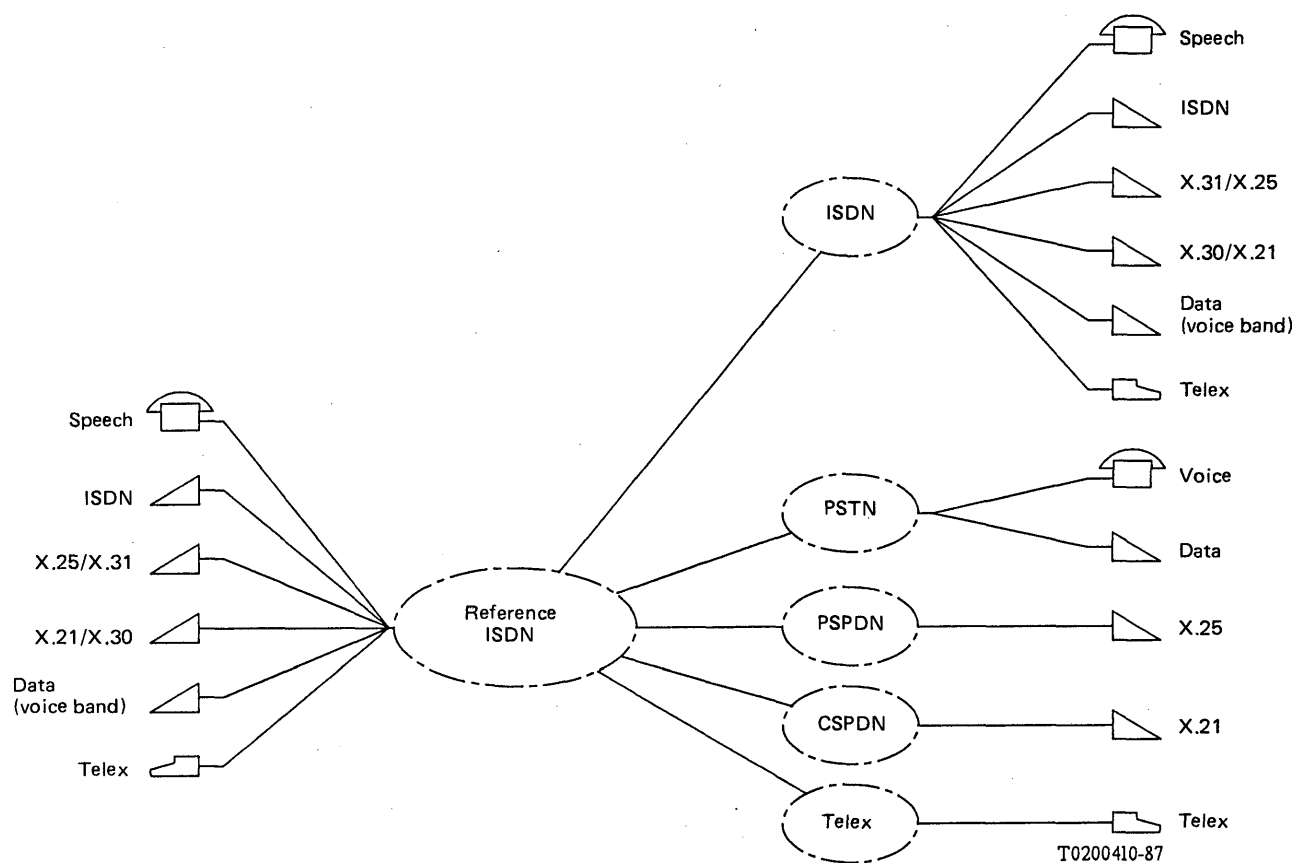 Speech
ISDN
X.31/X.25
ISDN
X.30/X.21
Data
(voice band)
Telex
Speech
ISDN
X.25/X.31
X.21/X.30
Data
(voice band)
Telex
Reference
ISDN
PSTN
Voice
Data
PSPDN
X.25
CSPDN
X.21
Telex
Telex
T0200410-87